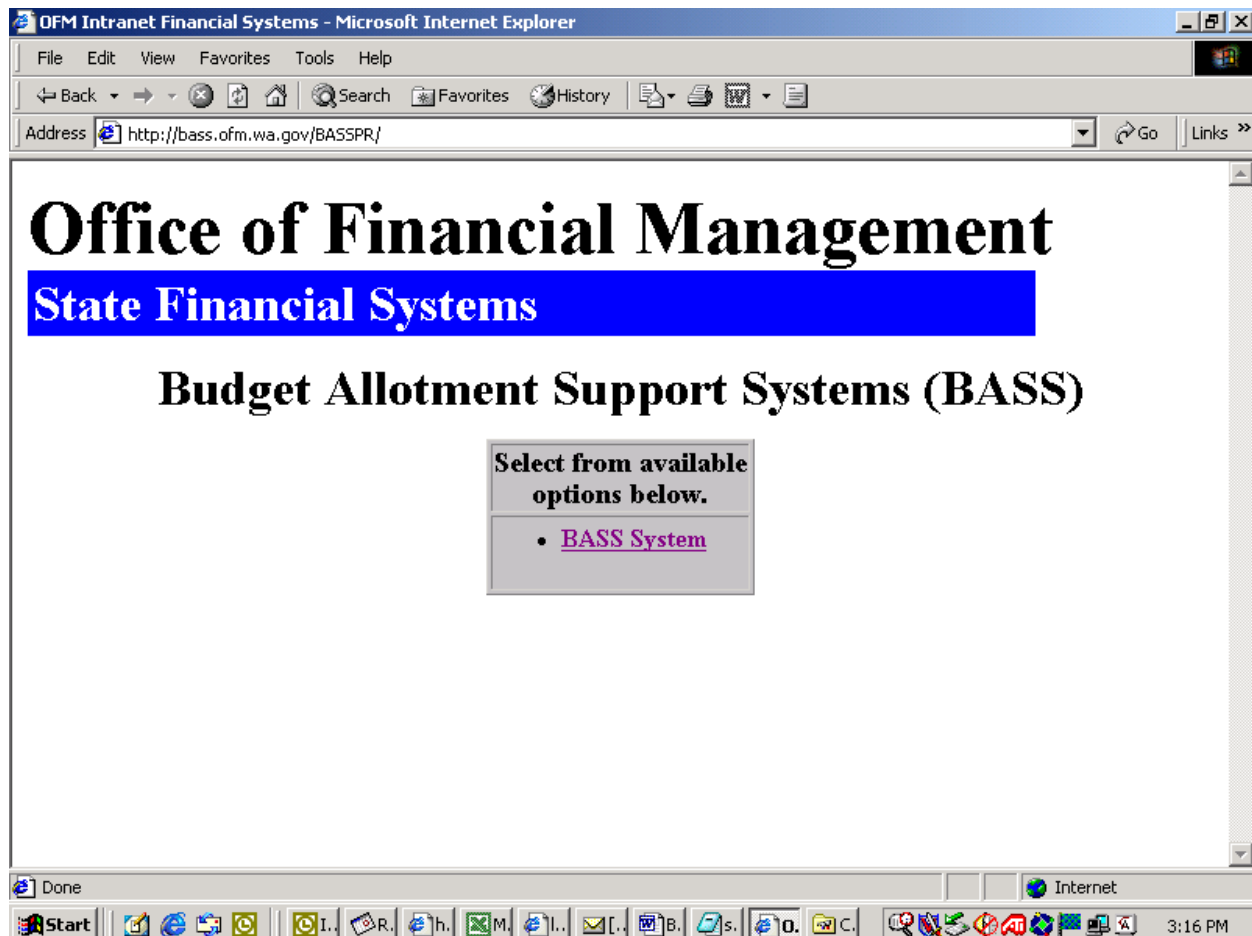 OFM Intranet Financial Systems - Microsoft Internet Explorer
File Edit View Favorites Tools Help
Back Search Favorites History
Address http://bass.ofm.wa.gov/BASSPR/ Go Links »
Office of Financial Management
State Financial Systems
Budget Allotment Support Systems (BASS)
Select from available
options below.
• BASS System
Done Internet
Start I.. R. h. M. l.. [.. B. s. O. C. 3:16 PM